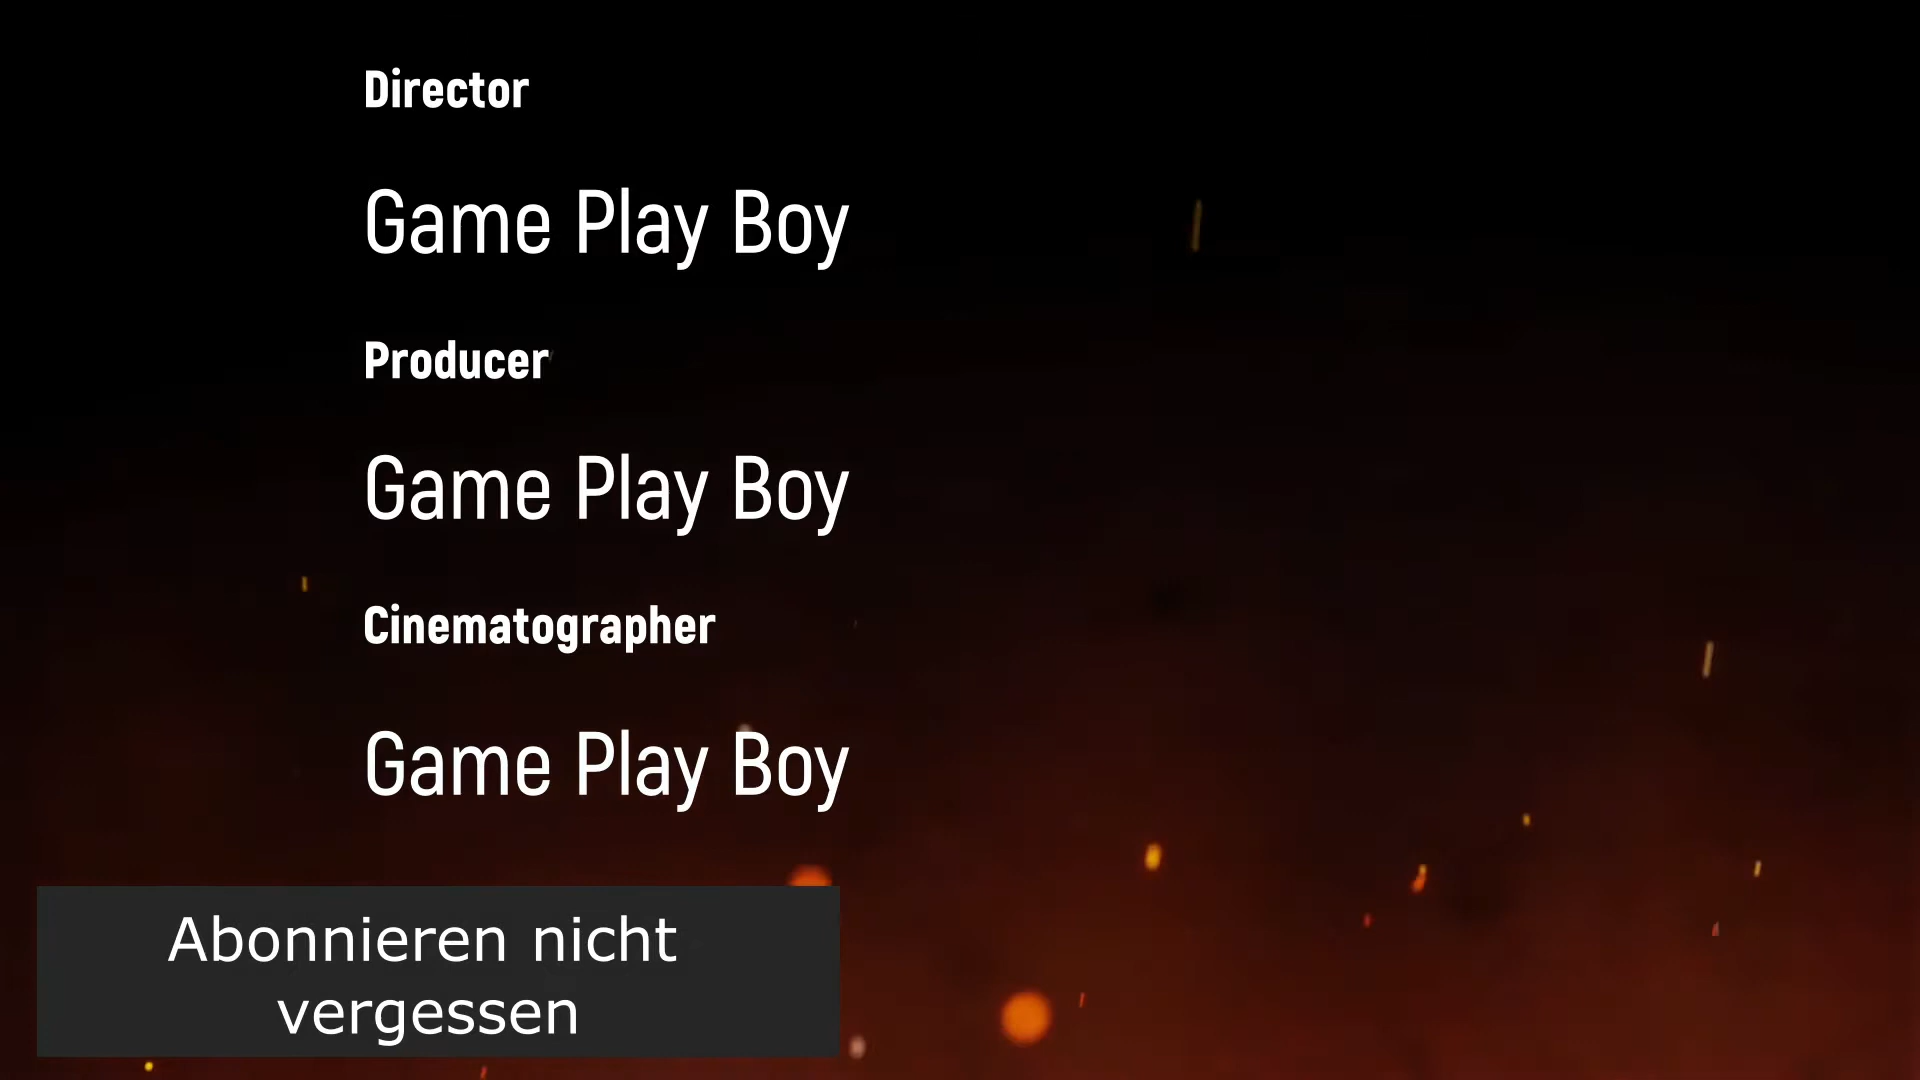 Director
Game Play Boy
Producer
Game Play Boy
Cinematographer
Game Play Boy
Abonnieren nicht
vergessen